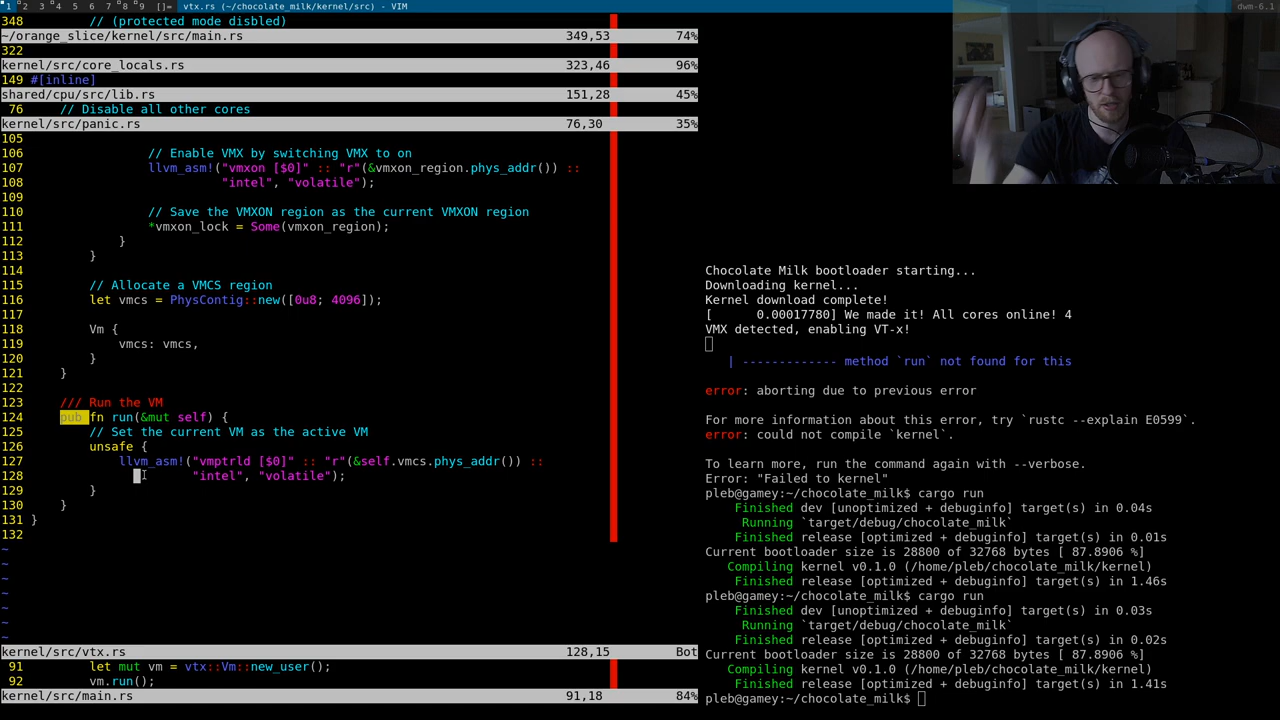 1 2 3 4 5 6 7 8 9 []= vtx.rs (~/chocolate_milk/kernel/src) - VIM
dwm-6.1
348 // (protected mode disbled)
~/orange_slice/kernel/src/main.rs 349,53 74%
322
kernel/src/core_locals.rs 323,46 96%
149 #[inline]
shared/cpu/src/lib.rs 151,28 45%
76 // Disable all other cores
kernel/src/panic.rs 76,30 35%
105
106 // Enable VMX by switching VMX to on
107 llvm_asm!("vmxon [$0]" :: "r"(&vmxon_region.phys_addr()) ::
108 "intel", "volatile");
109
110 // Save the VMXON region as the current VMXON region
111 *vmxon_lock = Some(vmxon_region);
112 }
113 }
114
115 // Allocate a VMCS region
116 let vmcs = PhysContig::new([0u8; 4096]);
117
118 Vm {
119 vmcs: vmcs,
120 }
121 }
122
123 /// Run the VM
124 pub fn run(&mut self) {
125 // Set the current VM as the active VM
126 unsafe {
127 llvm_asm!("vmptrld [$0]" :: "r"(&self.vmcs.phys_addr()) ::
128 "intel", "volatile");
129 }
130 }
131 }
132
~
~
~
~
~
~
~
kernel/src/vtx.rs 128,15 Bot
91 let mut vm = vtx::Vm::new_user();
92 vm.run();
kernel/src/main.rs 91,18 84%
Chocolate Milk bootloader starting...
Downloading kernel...
Kernel download complete!
[ 0.00017780] We made it! All cores online! 4
VMX detected, enabling VT-x!
| ------------- method `run` not found for this
error: aborting due to previous error
For more information about this error, try `rustc --explain E0599`.
error: could not compile `kernel`.
To learn more, run the command again with --verbose.
Error: "Failed to kernel"
pleb@gamey:~/chocolate_milk$ cargo run
Finished dev [unoptimized + debuginfo] target(s) in 0.04s
Running `target/debug/chocolate_milk`
Finished release [optimized + debuginfo] target(s) in 0.01s
Current bootloader size is 28800 of 32768 bytes [ 87.8906 %]
Compiling kernel v0.1.0 (/home/pleb/chocolate_milk/kernel)
Finished release [optimized + debuginfo] target(s) in 1.46s
pleb@gamey:~/chocolate_milk$ cargo run
Finished dev [unoptimized + debuginfo] target(s) in 0.03s
Running `target/debug/chocolate_milk`
Finished release [optimized + debuginfo] target(s) in 0.02s
Current bootloader size is 28800 of 32768 bytes [ 87.8906 %]
Compiling kernel v0.1.0 (/home/pleb/chocolate_milk/kernel)
Finished release [optimized + debuginfo] target(s) in 1.41s
pleb@gamey:~/chocolate_milk$